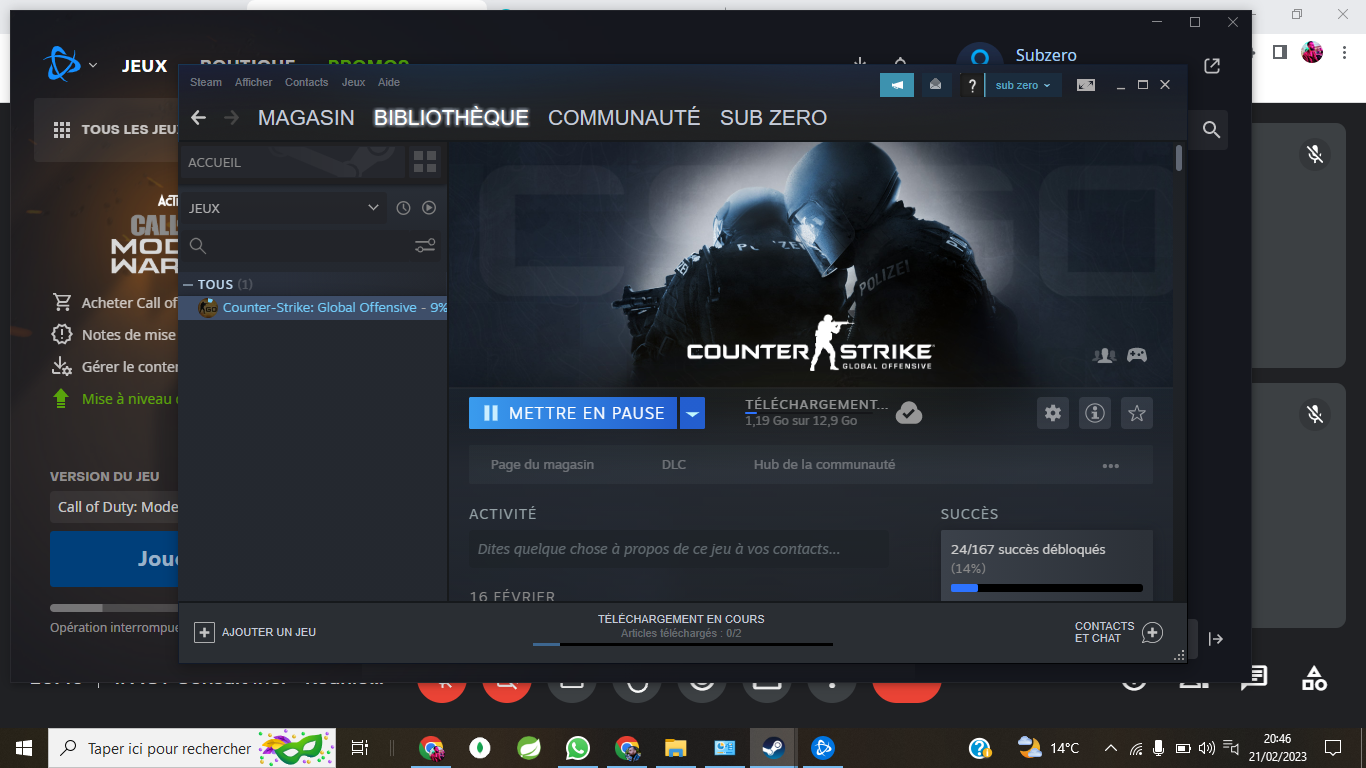 JEUX
BOUTIQUE
PROMOS
Subzero
Steam Afficher Contacts Jeux Aide
? sub zero
MAGASIN BIBLIOTHÈQUE COMMUNAUTÉ SUB ZERO
TOUS LES JEU
ACCUEIL
JEUX
CALL
MOD
WAR
TOUS (1)
Counter-Strike: Global Offensive - 9%
Acheter Call of
Notes de mise
Gérer le conte
Mise à niveau
POLIZEI
COUNTER STRIKE
GLOBAL OFFENSIVE
METTRE EN PAUSE
TÉLÉCHARGEMENT...
1,19 Go sur 12,9 Go
Page du magasin DLC Hub de la communauté
VERSION DU JEU
Call of Duty: Mode
Joue
Opération interrompue
ACTIVITÉ
Dites quelque chose à propos de ce jeu à vos contacts...
16 FÉVRIER
SUCCÈS
24/167 succès débloqués
(14%)
AJOUTER UN JEU
TÉLÉCHARGEMENT EN COURS
Articles téléchargés : 0/2
CONTACTS
ET CHAT
Taper ici pour rechercher
14°C
20:46
21/02/2023